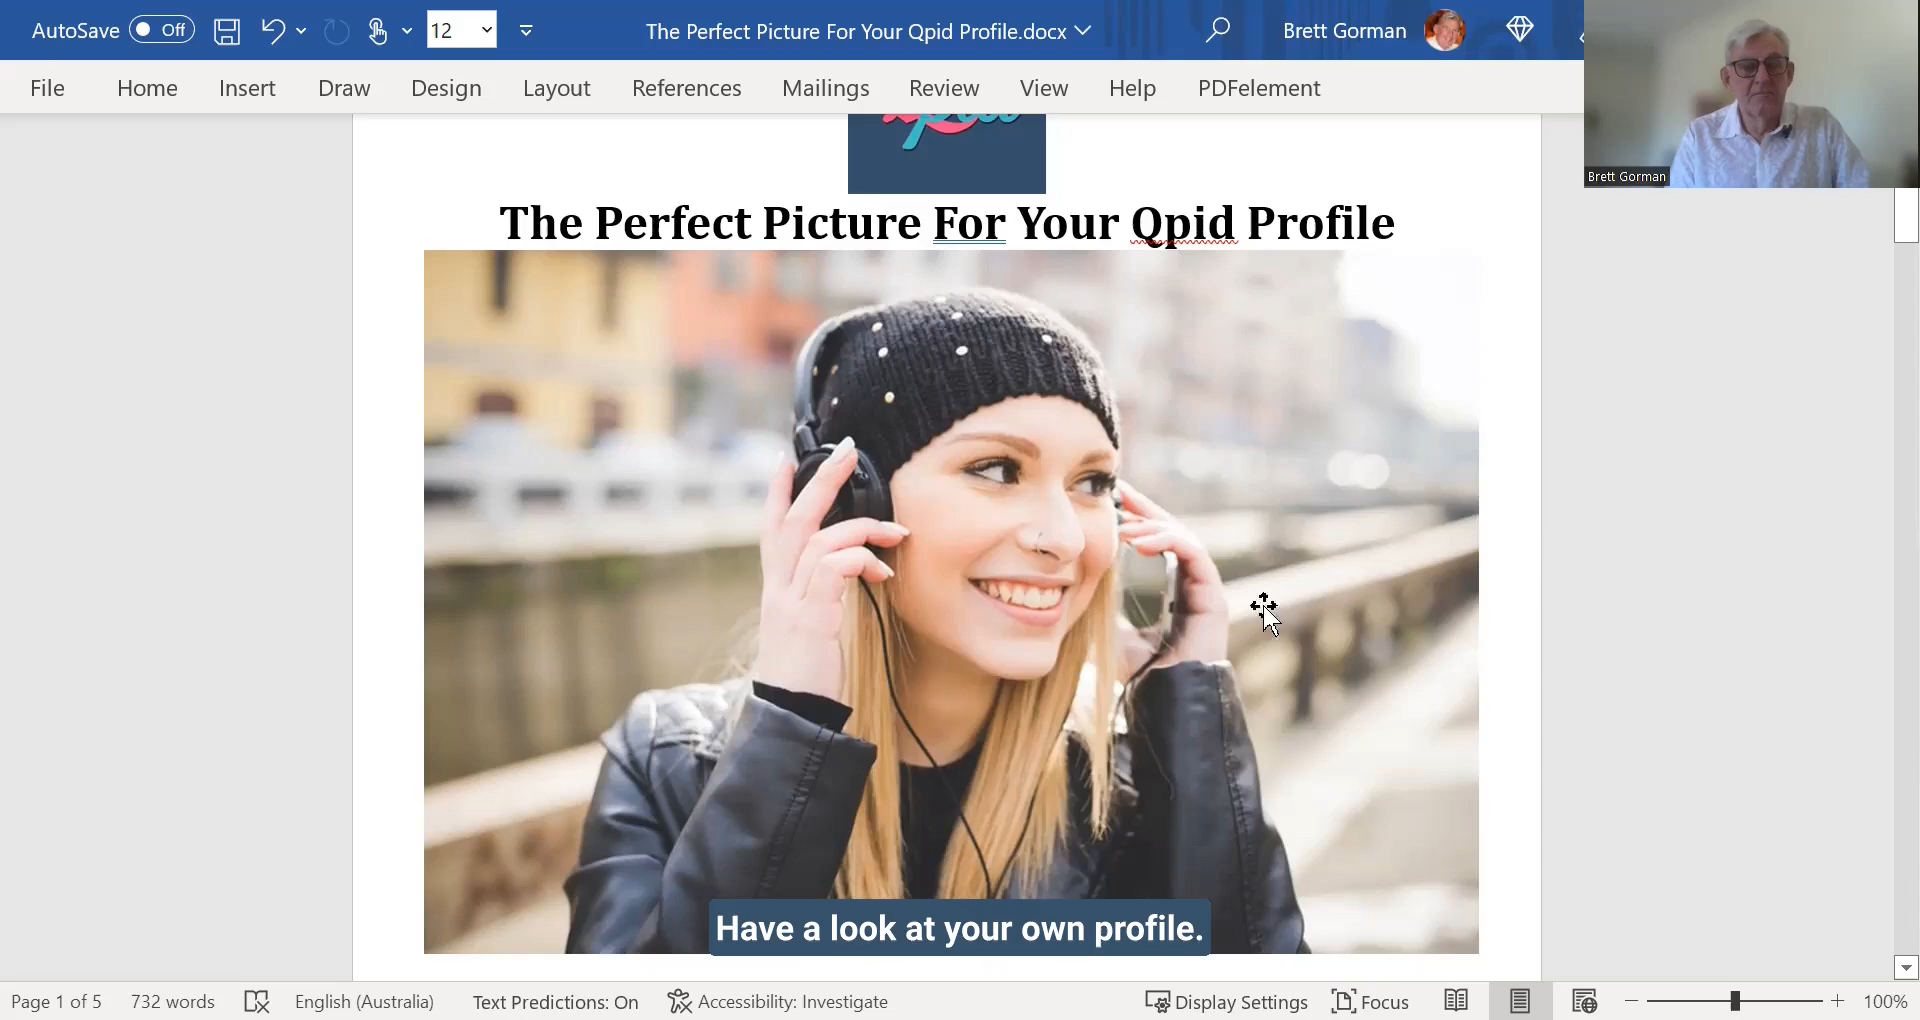 AutoSave Off 12 The Perfect Picture For Your Qpid Profile.docx Brett Gorman
File Home Insert Draw Design Layout References Mailings Review View Help PDFelement
Brett Gorman
The Perfect Picture For Your Qpid Profile
Have a look at your own profile.
Page 1 of 5 732 words English (Australia) Text Predictions: On Accessibility: Investigate Display Settings Focus 100%